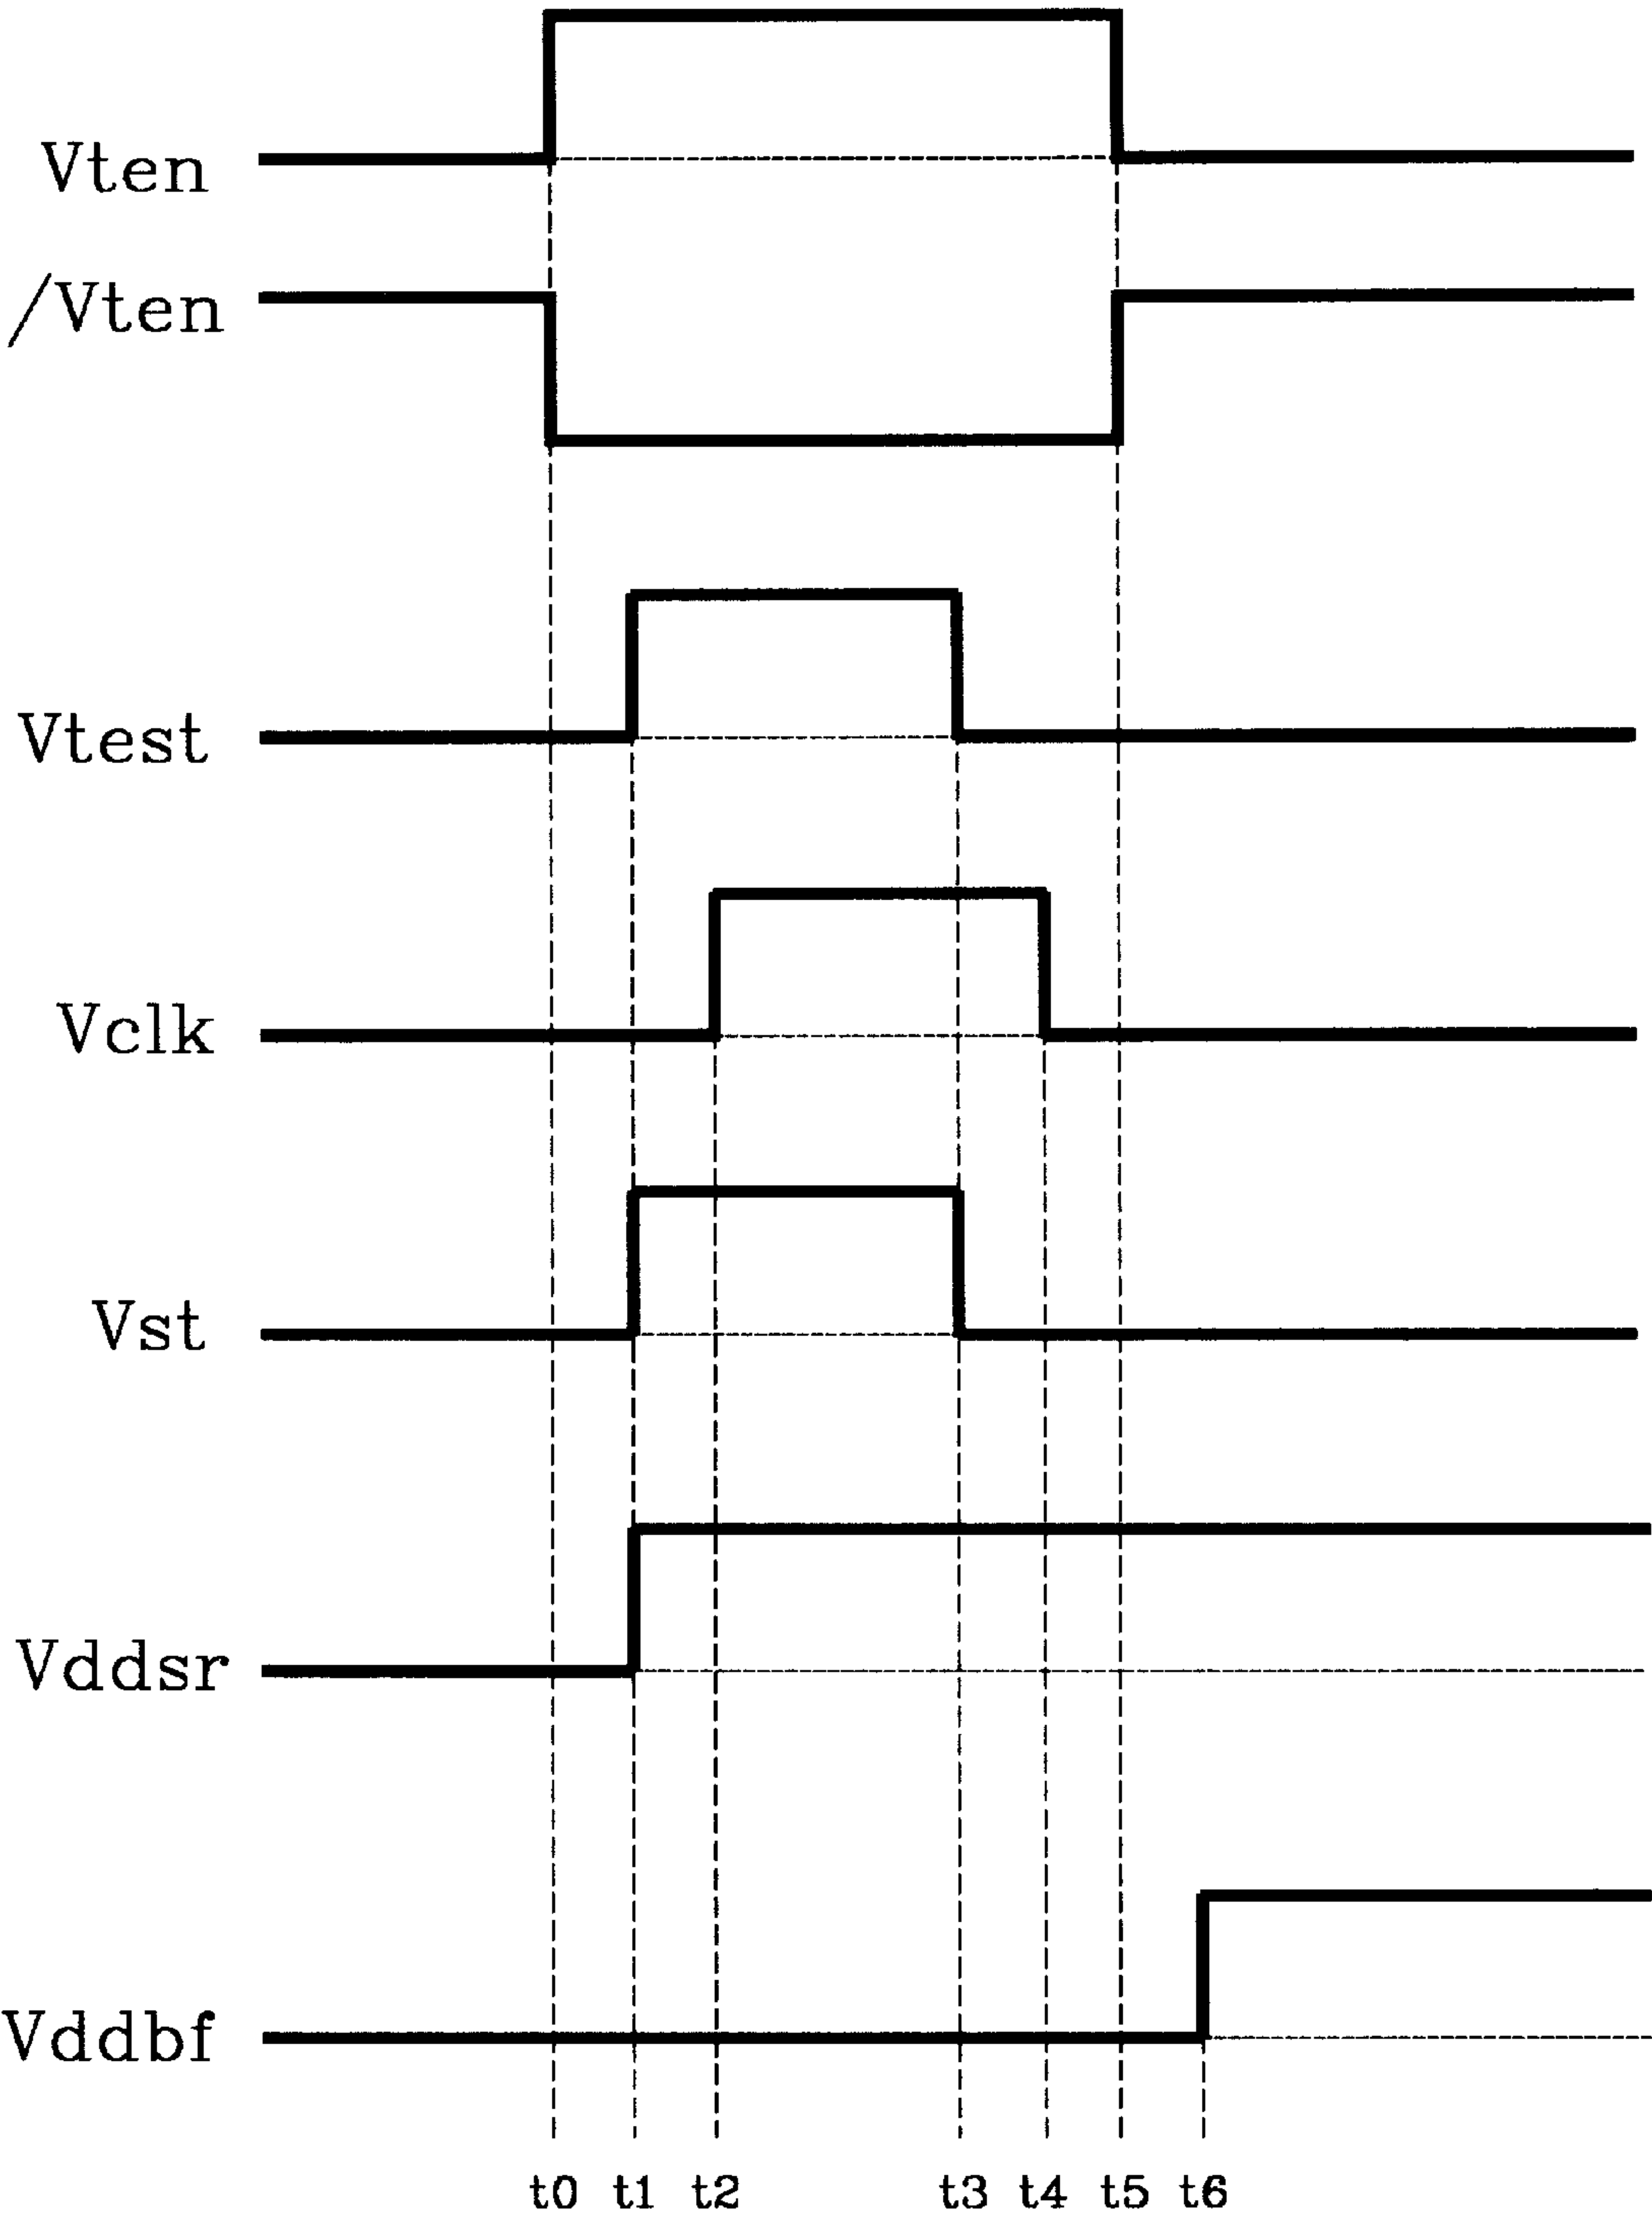 Vten
/Vten
Vtest
Vclk
Vst
Vddsr
Vddbf
t0 t1 t2 t3 t4 t5 t6